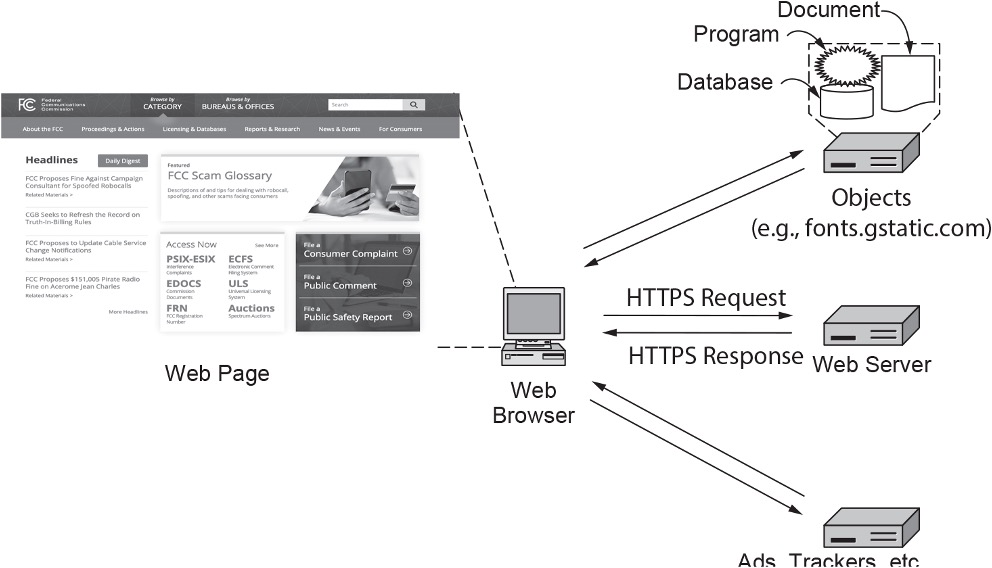 Document
Program
Database
Objects
(e.g., fonts.gstatic.com)
FCC
Federal
Communications
Commission
Browse by
CATEGORY
Browse by
BUREAUS & OFFICES
Search
About the FCC
Proceedings & Actions
Licensing & Databases
Reports & Research
News & Events
For Consumers
Headlines
Daily Digest
FCC Proposes Fine Against Campaign
Consultant for Spoofed Robocalls
Related Materials >
CGB Seeks to Refresh the Record on
Truth-In-Billing Rules
FCC Proposes to Update Cable Service
Change Notifications
Related Materials >
FCC Proposes $151,005 Pirate Radio
Fine on Acerome Jean Charles
Related Materials >
More Headlines
Featured
FCC Scam Glossary
Descriptions of and tips for dealing with robocall,
spoofing, and other scams facing consumers
Access Now
See More
PSIX-ESIX
Interference
Complaints
ECFS
Electronic Comment
Filing System
EDOCS
Commission
Documents
ULS
Universal Licensing
System
FRN
FCC Registration
Number
Auctions
Spectrum Auctions
File a
Consumer Complaint
File a
Public Comment
File a
Public Safety Report
Web Page
Web
Browser
HTTPS Request
HTTPS Response
Web Server
Ads, Trackers, etc